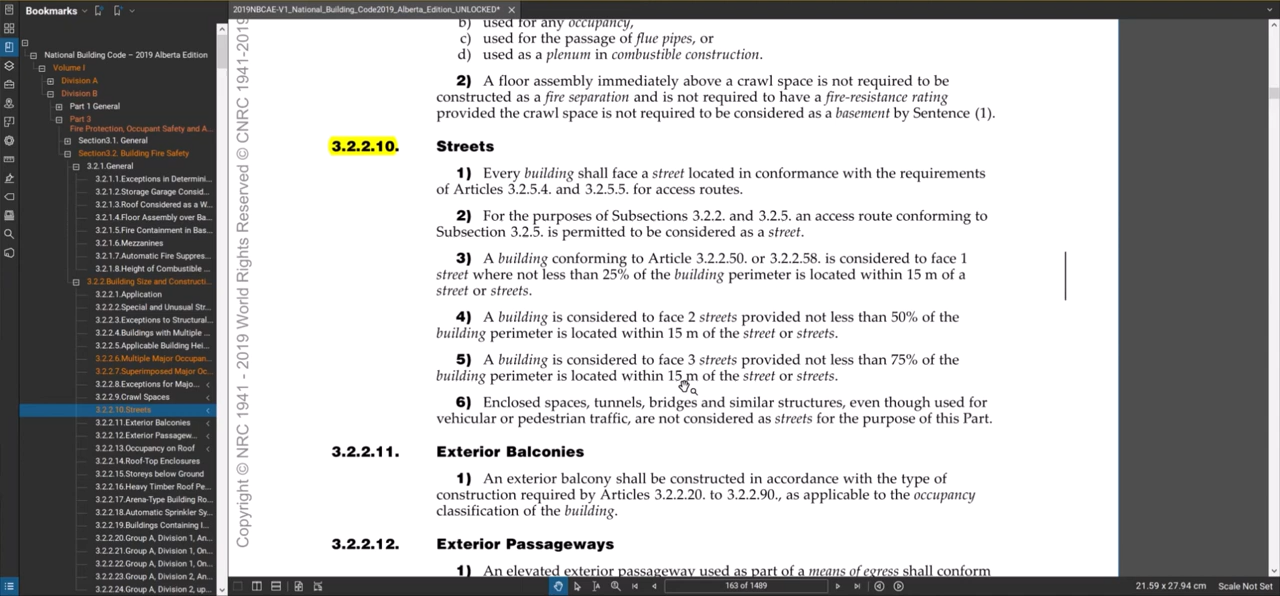 Bookmarks
2019NBCAE-V1_National_Building_Code2019_Alberta_Edition_UNLOCKED*
National Building Code – 2019 Alberta Edition
Volume I
Division A
Division B
Part 1 General
Part 3
Fire Protection, Occupant Safety and A...
Section3.1. General
Section3.2. Building Fire Safety
3.2.1.General
3.2.1.1.Exceptions in Determini...
3.2.1.2.Storage Garage Consid...
3.2.1.3.Roof Considered as a W...
3.2.1.4.Floor Assembly over Ba...
3.2.1.5.Fire Containment in Bas...
3.2.1.6.Mezzanines
3.2.1.7.Automatic Fire Suppres...
3.2.1.8.Height of Combustible ...
3.2.2.Building Size and Constructi...
3.2.2.1.Application
3.2.2.2.Special and Unusual Str...
3.2.2.3.Exceptions to Structural...
3.2.2.4.Buildings with Multiple ...
3.2.2.5.Applicable Building Hei...
3.2.2.6.Multiple Major Occupan...
3.2.2.7.Superimposed Major Oc...
3.2.2.8.Exceptions for Majo...
3.2.2.9.Crawl Spaces
3.2.2.10.Streets
3.2.2.11.Exterior Balconies
3.2.2.12.Exterior Passagew...
3.2.2.13.Occupancy on Roof
3.2.2.14.Roof-Top Enclosures
3.2.2.15.Storeys below Ground
3.2.2.16.Heavy Timber Roof Pe...
3.2.2.17.Arena-Type Building Ro...
3.2.2.18.Automatic Sprinkler Sy...
3.2.2.19.Buildings Containing I...
3.2.2.20.Group A, Division 1, An...
3.2.2.21.Group A, Division 1, On...
3.2.2.22.Group A, Division 1, On...
3.2.2.23.Group A, Division 2, An...
3.2.2.24.Group A, Division 2, up...
Copyright © NRC 1941 - 2019 World Rights Reserved © CNRC 1941-2019
b) used for any occupancy,
c) used for the passage of flue pipes, or
d) used as a plenum in combustible construction.
2) A floor assembly immediately above a crawl space is not required to be
constructed as a fire separation and is not required to have a fire-resistance rating
provided the crawl space is not required to be considered as a basement by Sentence (1).
3.2.2.10. Streets
1) Every building shall face a street located in conformance with the requirements
of Articles 3.2.5.4. and 3.2.5.5. for access routes.
2) For the purposes of Subsections 3.2.2. and 3.2.5. an access route conforming to
Subsection 3.2.5. is permitted to be considered as a street.
3) A building conforming to Article 3.2.2.50. or 3.2.2.58. is considered to face 1
street where not less than 25% of the building perimeter is located within 15 m of a
street or streets.
4) A building is considered to face 2 streets provided not less than 50% of the
building perimeter is located within 15 m of the street or streets.
5) A building is considered to face 3 streets provided not less than 75% of the
building perimeter is located within 15 m of the street or streets.
6) Enclosed spaces, tunnels, bridges and similar structures, even though used for
vehicular or pedestrian traffic, are not considered as streets for the purpose of this Part.
3.2.2.11. Exterior Balconies
1) An exterior balcony shall be constructed in accordance with the type of
construction required by Articles 3.2.2.20. to 3.2.2.90., as applicable to the occupancy
classification of the building.
3.2.2.12. Exterior Passageways
1) An elevated exterior passageway used as part of a means of egress shall conform
163 of 1489
21.59 x 27.94 cm
Scale Not Set